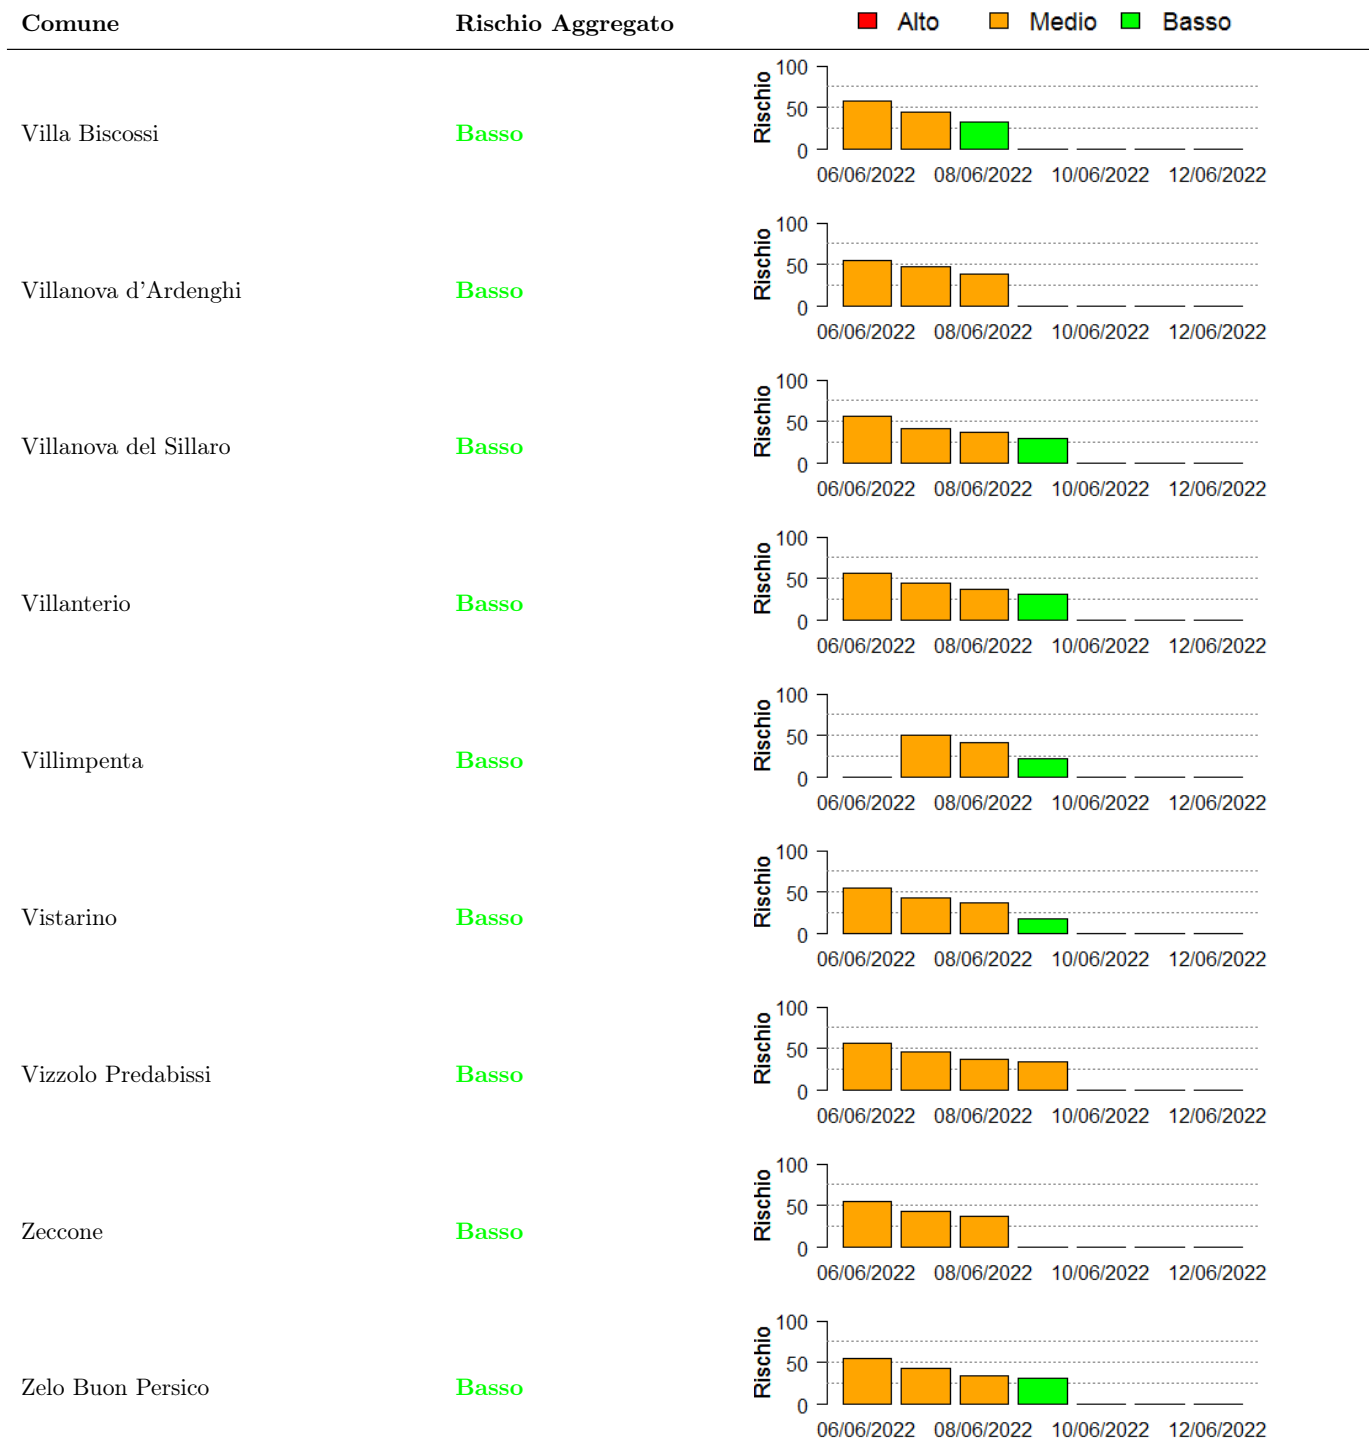 Comune Rischio Aggregato Alto Medio Basso
100
50
0
Rischio
Villa Biscossi Basso
06/06/2022 08/06/2022 10/06/2022 12/06/2022
100
50
0
Rischio
Villanova d'Ardenghi Basso
06/06/2022 08/06/2022 10/06/2022 12/06/2022
100
50
0
Rischio
Villanova del Sillaro Basso
06/06/2022 08/06/2022 10/06/2022 12/06/2022
100
50
0
Rischio
Villanterio Basso
06/06/2022 08/06/2022 10/06/2022 12/06/2022
100
50
0
Rischio
Villimpenta Basso
06/06/2022 08/06/2022 10/06/2022 12/06/2022
100
50
0
Rischio
Vistarino Basso
06/06/2022 08/06/2022 10/06/2022 12/06/2022
100
50
0
Rischio
Vizzolo Predabissi Basso
06/06/2022 08/06/2022 10/06/2022 12/06/2022
100
50
0
Rischio
Zeccone Basso
06/06/2022 08/06/2022 10/06/2022 12/06/2022
100
50
0
Rischio
Zelo Buon Persico Basso
06/06/2022 08/06/2022 10/06/2022 12/06/2022